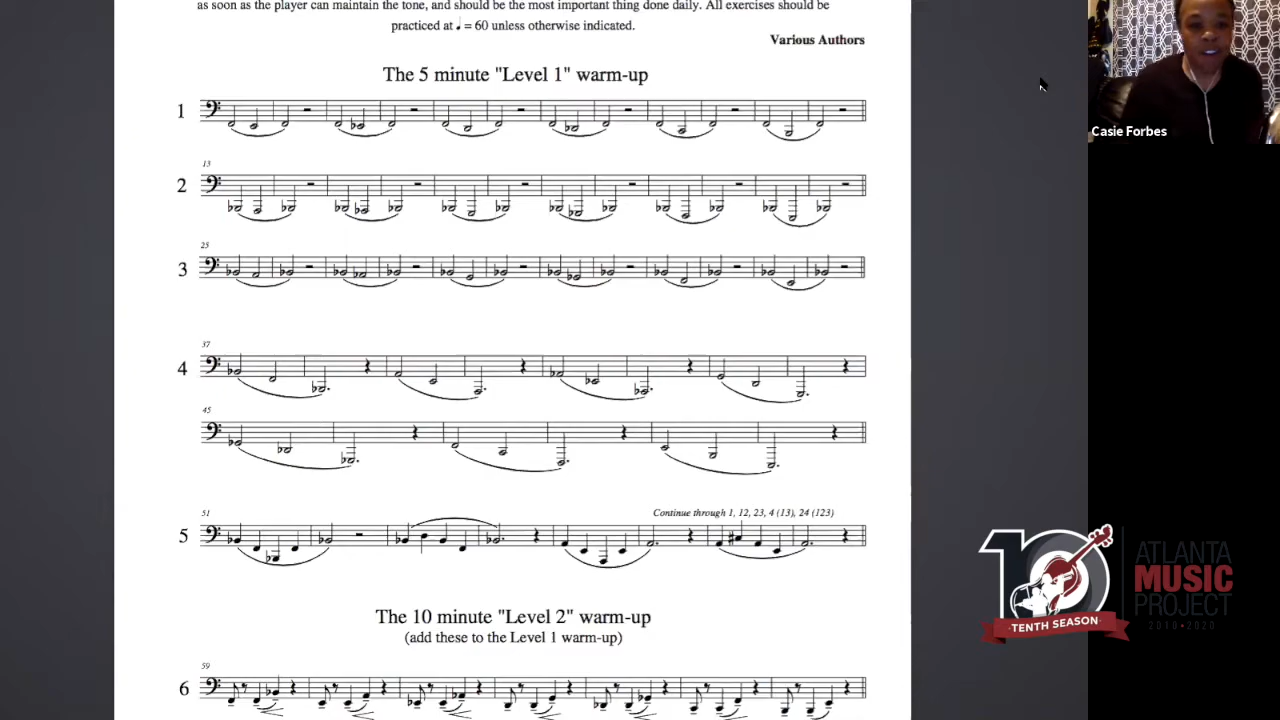 as soon as the player can maintain the tone, and should be the most important thing done daily. All exercises should be
practiced at ♩ = 60 unless otherwise indicated.
Various Authors
The 5 minute "Level 1" warm-up
1
13
2
25
3
37
4
45
51
Continue through 1, 12, 23, 4 (13), 24 (123)
5
The 10 minute "Level 2" warm-up
(add these to the Level 1 warm-up)
59
6
Casie Forbes
10
TENTH SEASON
ATLANTA
MUSIC
PROJECT
2010•2020